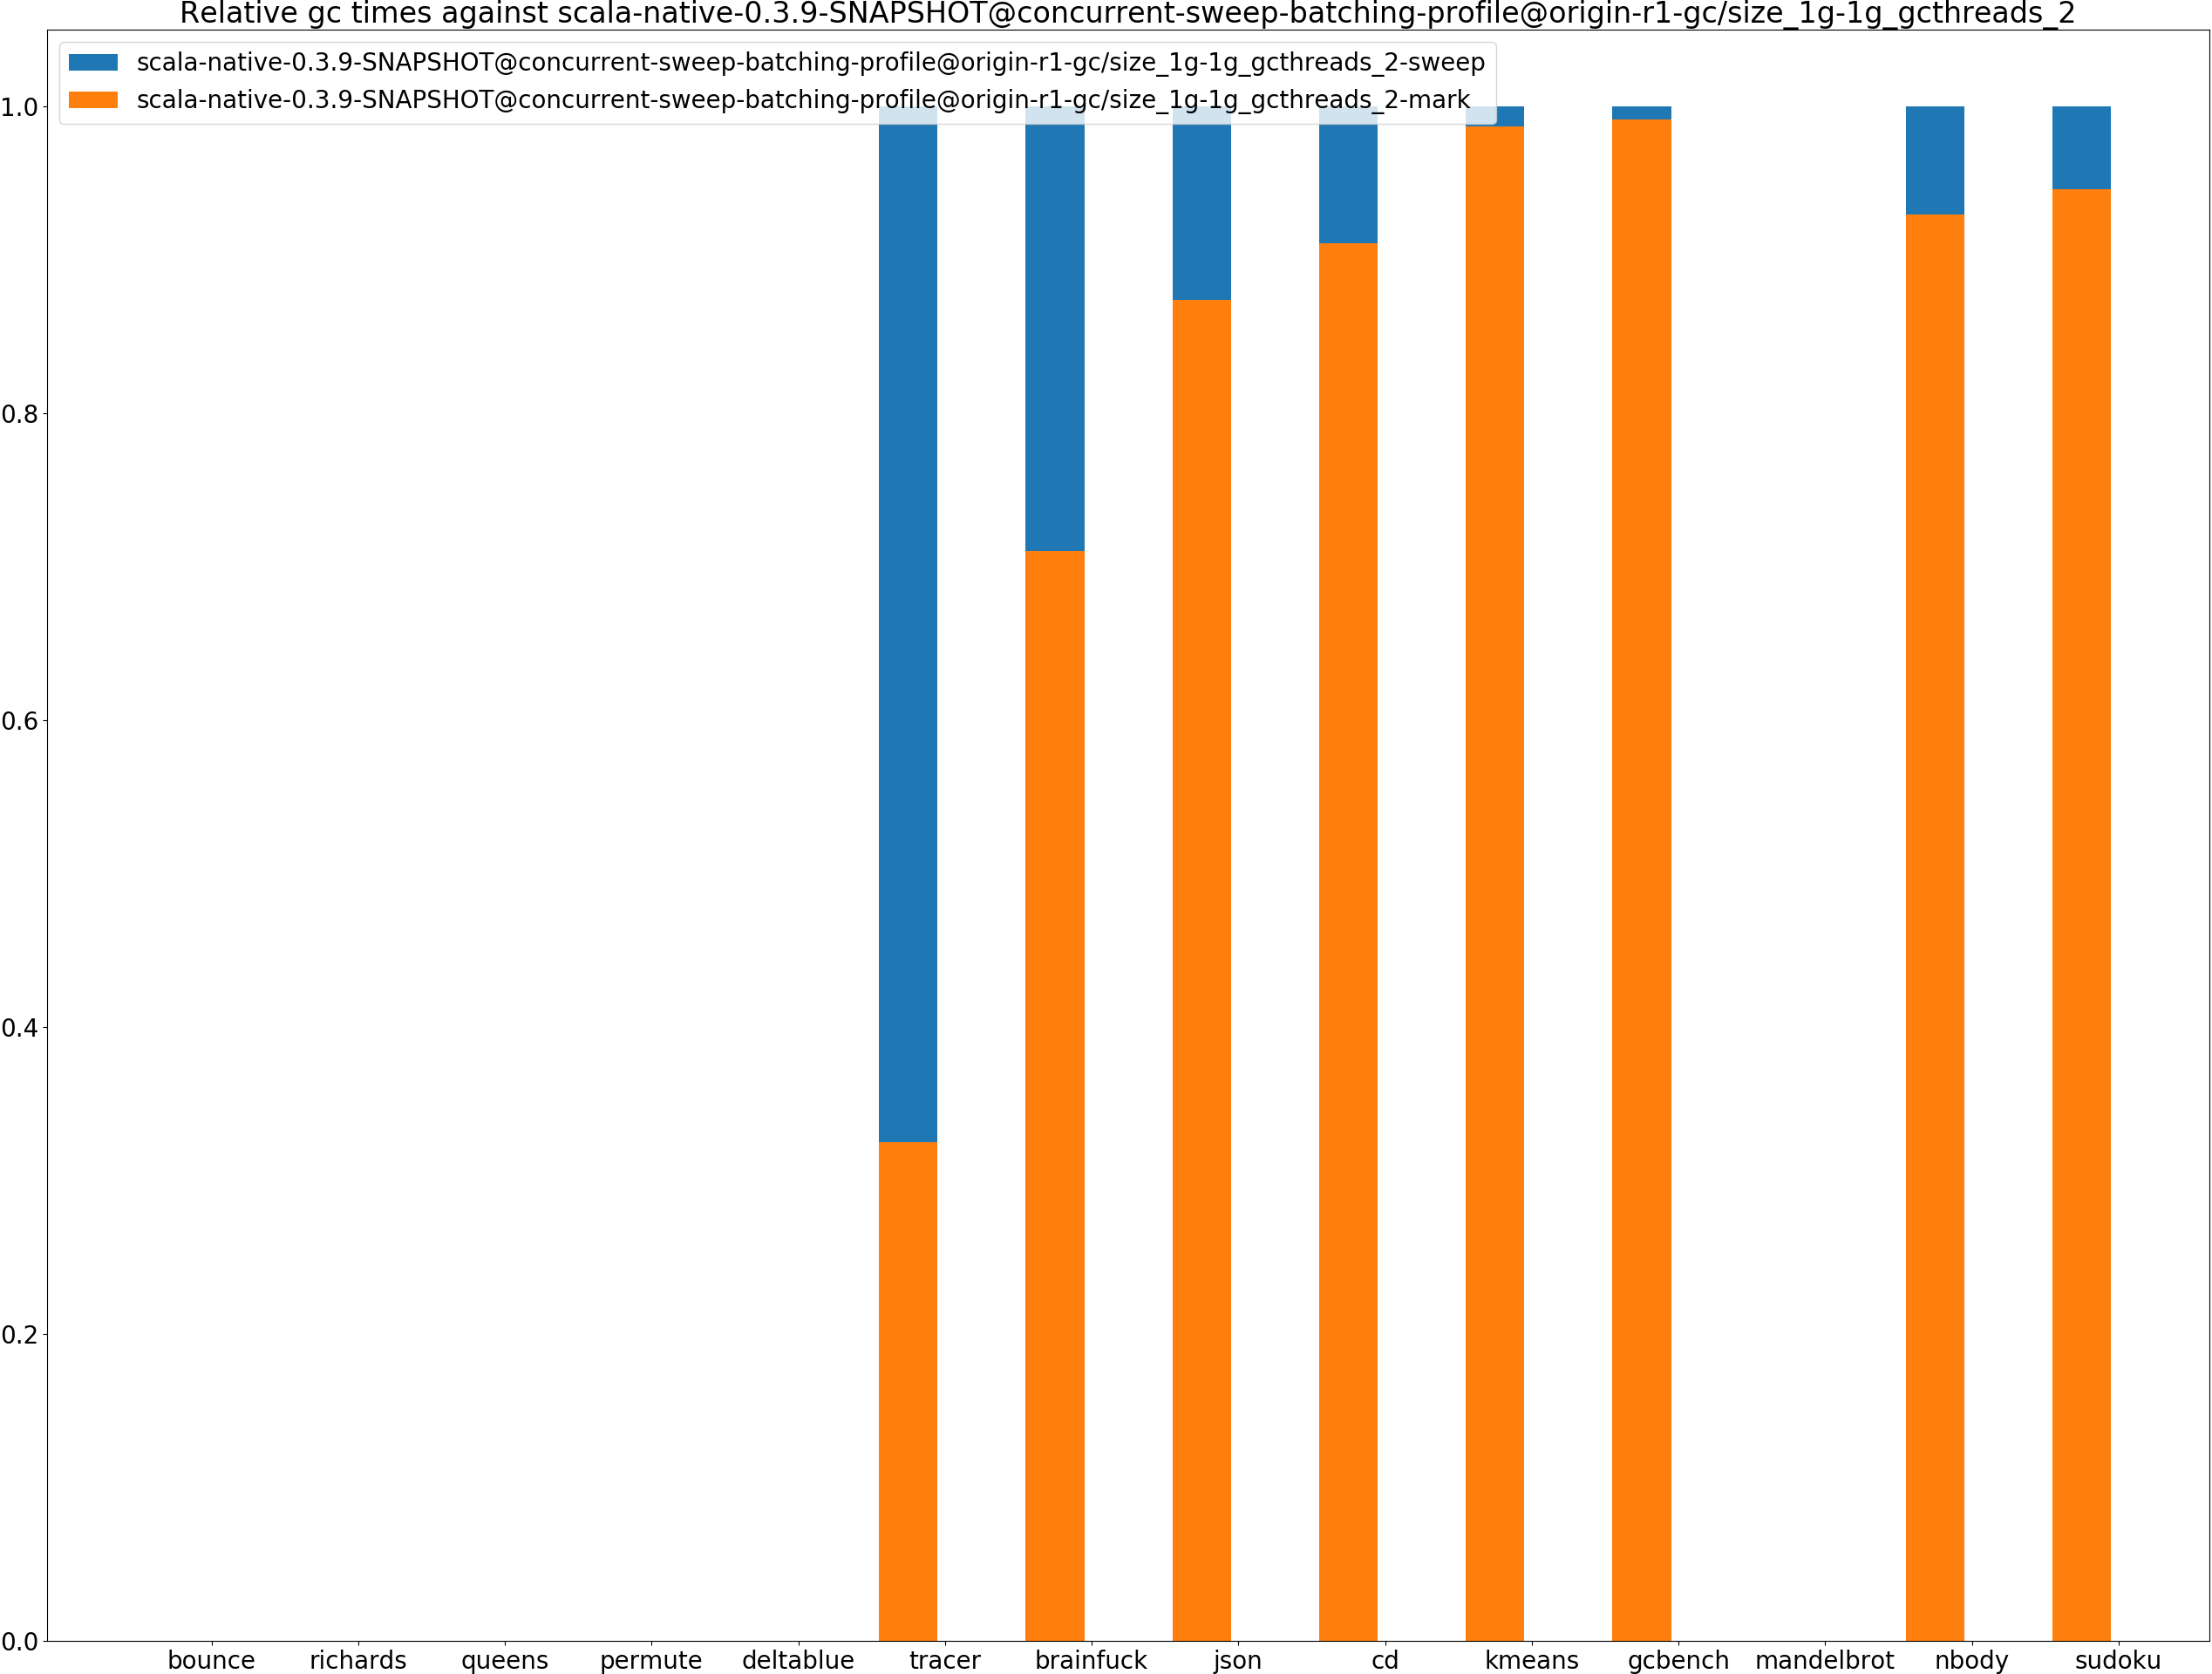 Relative gc times against scala-native-0.3.9-SNAPSHOT@concurrent-sweep-batching-profile@origin-r1-gc/size_1g-1g_gcthreads_2
scala-native-0.3.9-SNAPSHOT@concurrent-sweep-batching-profile@origin-r1-gc/size_1g-1g_gcthreads_2-sweep
scala-native-0.3.9-SNAPSHOT@concurrent-sweep-batching-profile@origin-r1-gc/size_1g-1g_gcthreads_2-mark
1.0
0.8
0.6
0.4
0.2
0.0
bounce richards queens permute deltablue tracer brainfuck json cd kmeans gcbench mandelbrot nbody sudoku